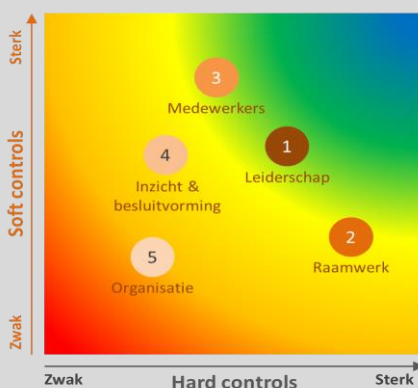 Sterk
Soft controls
Zwak
3
Medewerkers
1
Leiderschap
4
Inzicht &
besluitvorming
2
Raamwerk
5
Organisatie
Zwak
Hard controls
Sterk